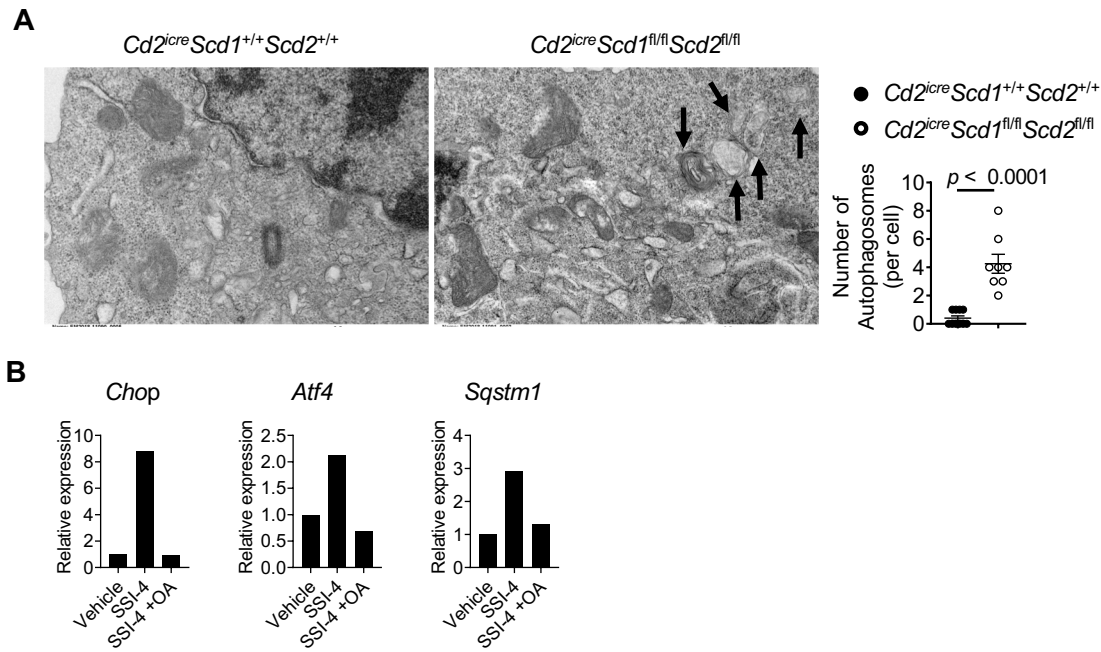 A
Cd2icreScd1+/+Scd2+/+
Cd2icreScd1fl/flScd2fl/fl
Cd2icreScd1+/+Scd2+/+
Cd2icreScd1fl/flScd2fl/fl
p < 0.0001
Number of
Autophagosomes
(per cell)
10
8
6
4
2
0
B
Chop
Relative expression
10
8
6
4
2
0
Vehicle
SSI-4
SSI-4 +OA
Atf4
Relative expression
2.5
2.0
1.5
1.0
0.5
0.0
Vehicle
SSI-4
SSI-4 +OA
Sqstm1
Relative expression
4
3
2
1
0
Vehicle
SSI-4
SSI-4 +OA